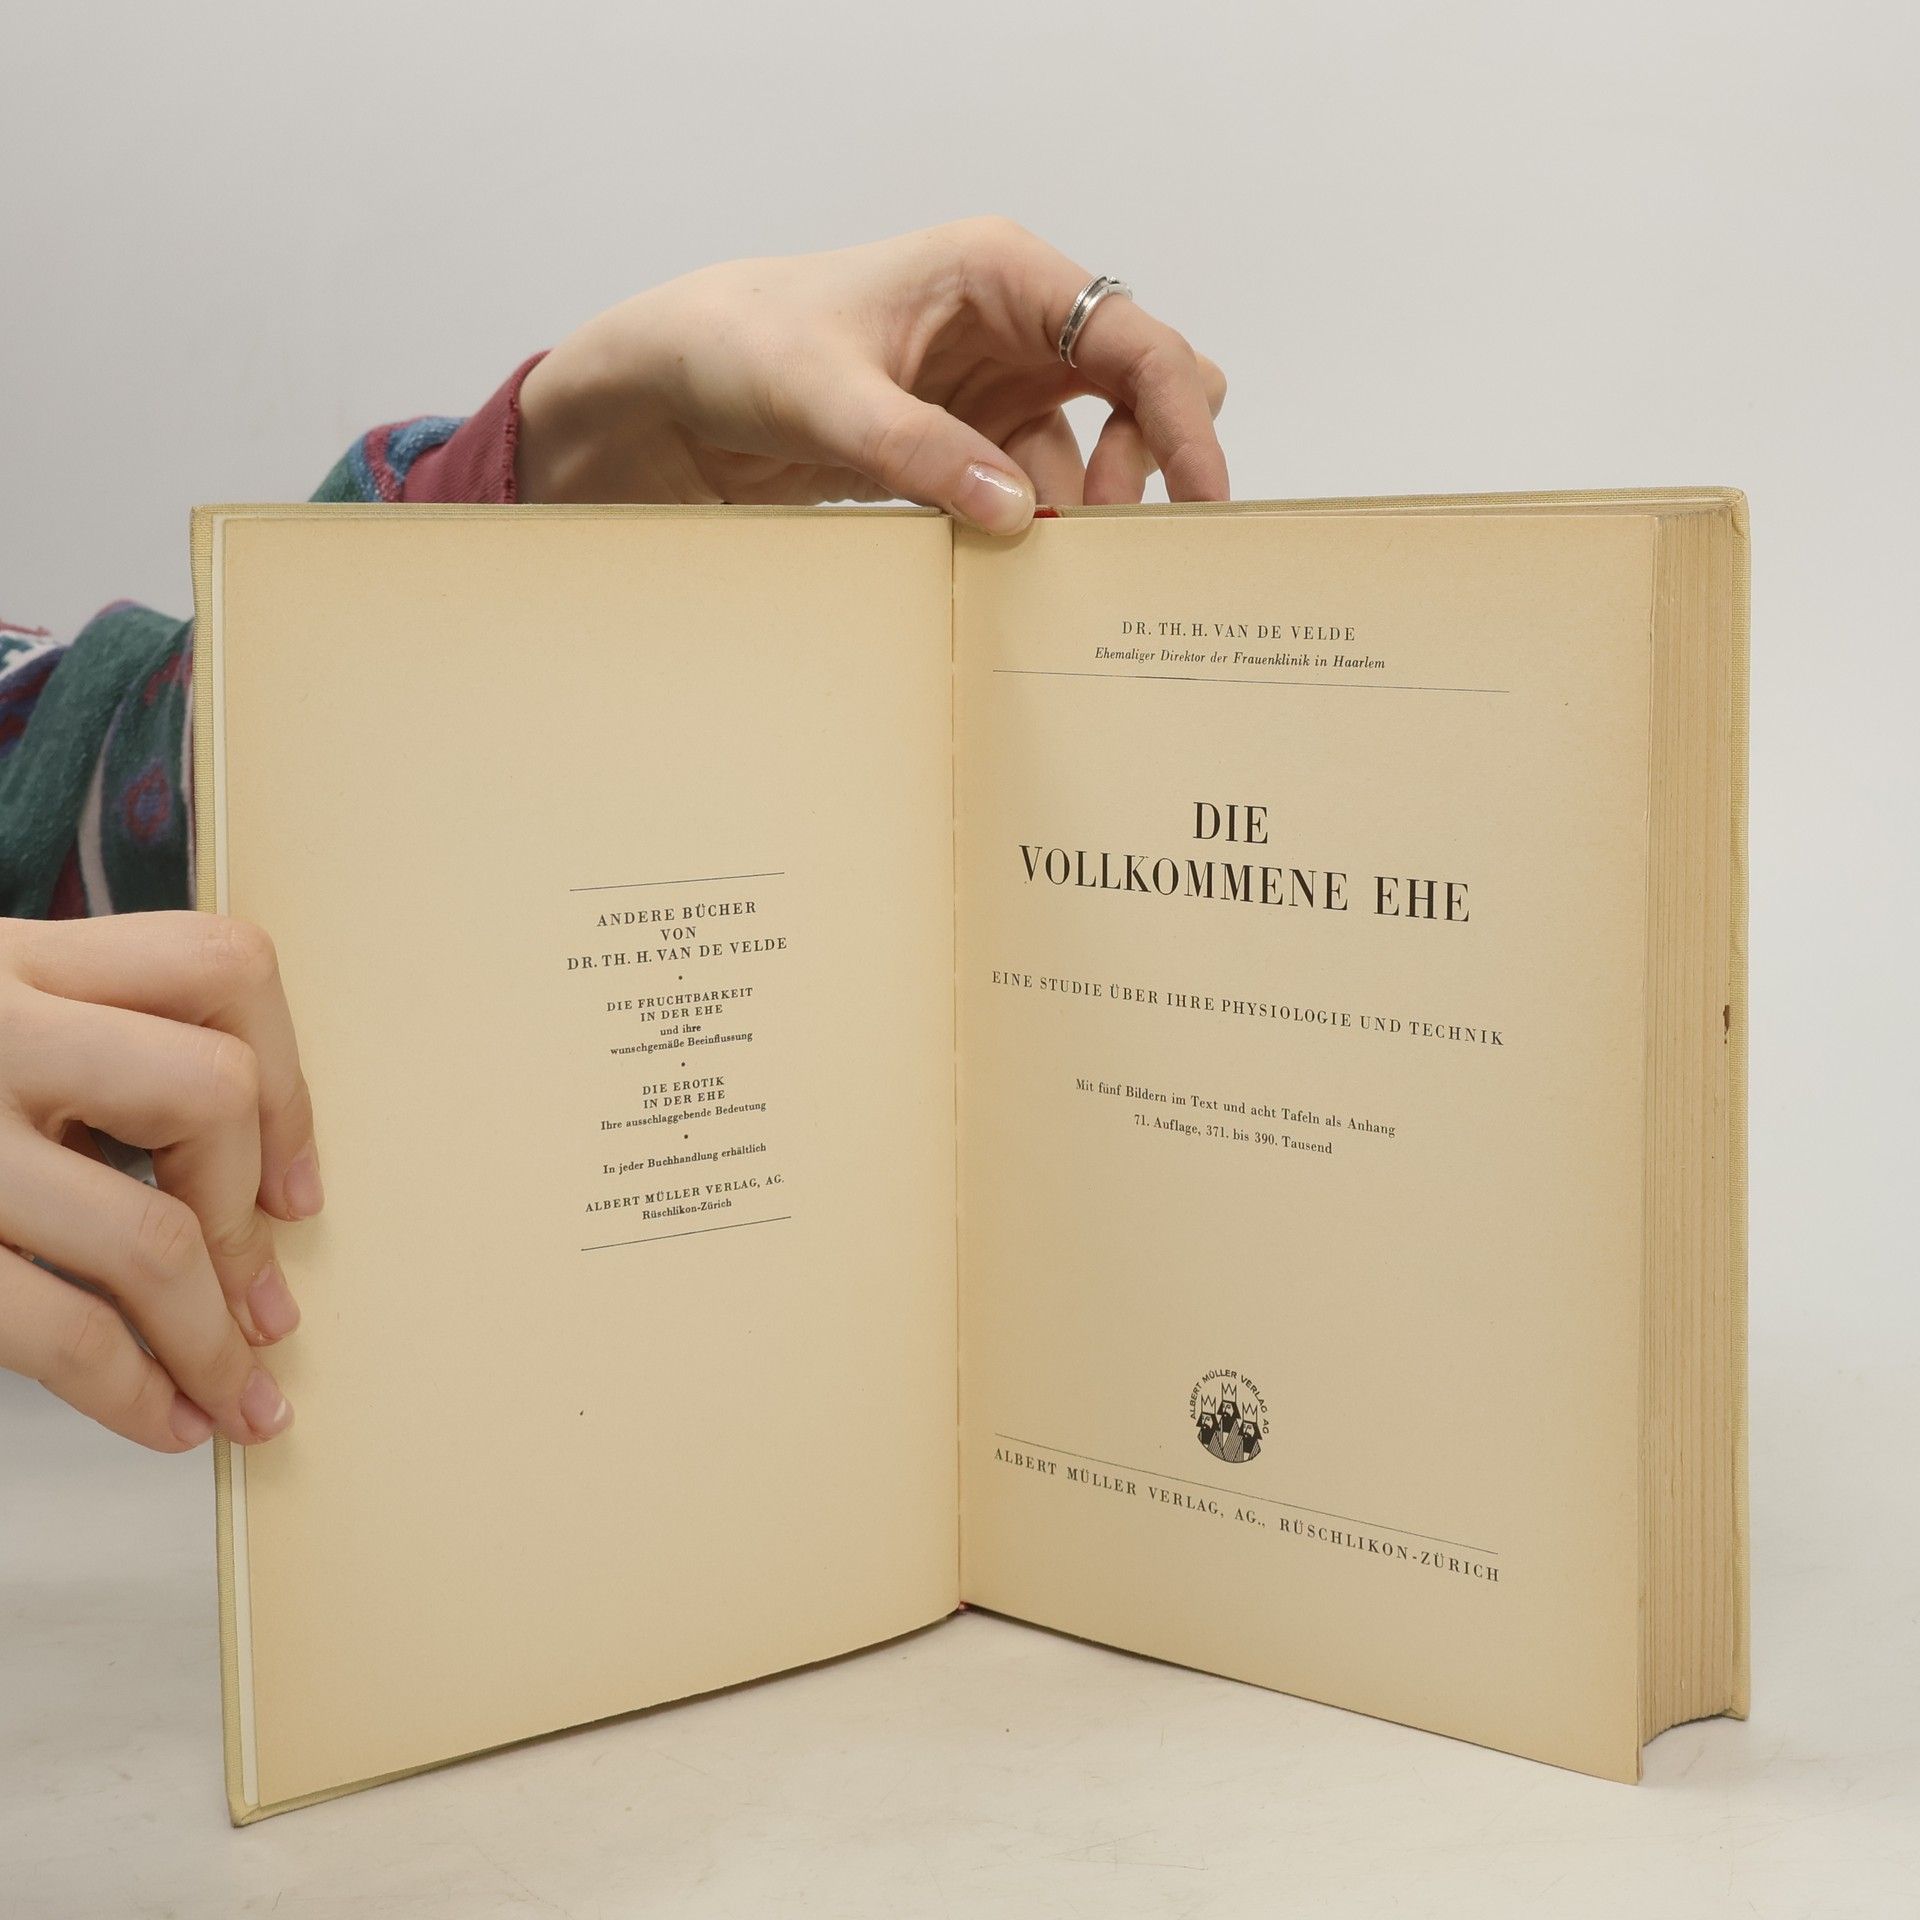 ANDERE BÜCHER
VON
DR. TH. H. VAN DE VELDE
•
DIE FRUCHTBARKEIT
IN DER EHE
und ihre
wunschgemäße Beeinflussung
•
DIE EROTIK
IN DER EHE
Ihre ausschlaggebende Bedeutung
•
In jeder Buchhandlung erhältlich
ALBERT MÜLLER VERLAG, AG.
Rüschlikon-Zürich
DR. TH. H. VAN DE VELDE
Ehemaliger Direktor der Frauenklinik in Haarlem
DIE
VOLLKOMMENE EHE
EINE STUDIE ÜBER IHRE PHYSIOLOGIE UND TECHNIK
Mit fünf Bildern im Text und acht Tafeln als Anhang
71. Auflage, 371. bis 390. Tausend
ALBERT MÜLLER VERLAG AG
ALBERT MÜLLER VERLAG, AG., RÜSCHLIKON-ZÜRICH